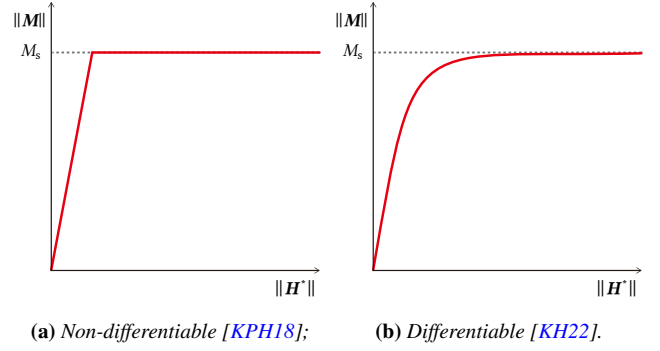 ||M|| ||M||
Mₛ Mₛ
||H*|| ||H*||
(a) Non-differentiable [KPH18]; (b) Differentiable [KH22].